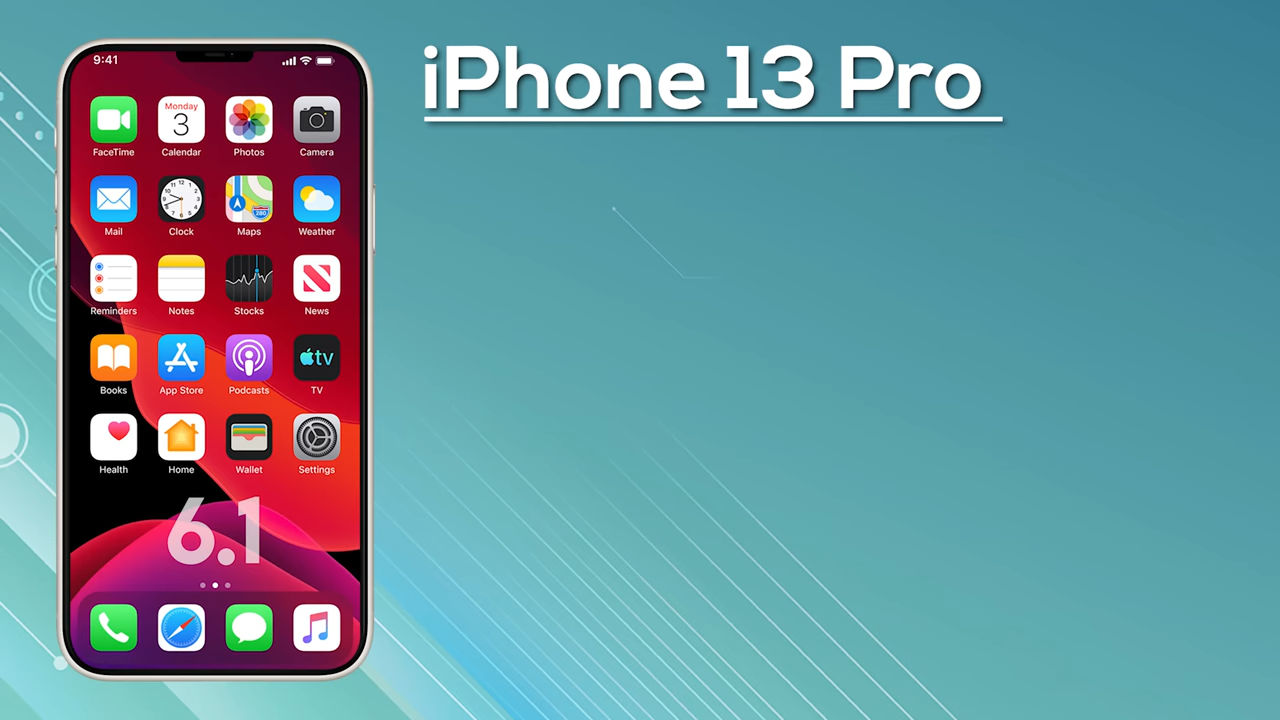 iPhone 13 Pro
9:41
Monday
3
FaceTime Calendar Photos Camera
280
Mail Clock Maps Weather
Reminders Notes Stocks News
tv
Books App Store Podcasts TV
Health Home Wallet Settings
6.1